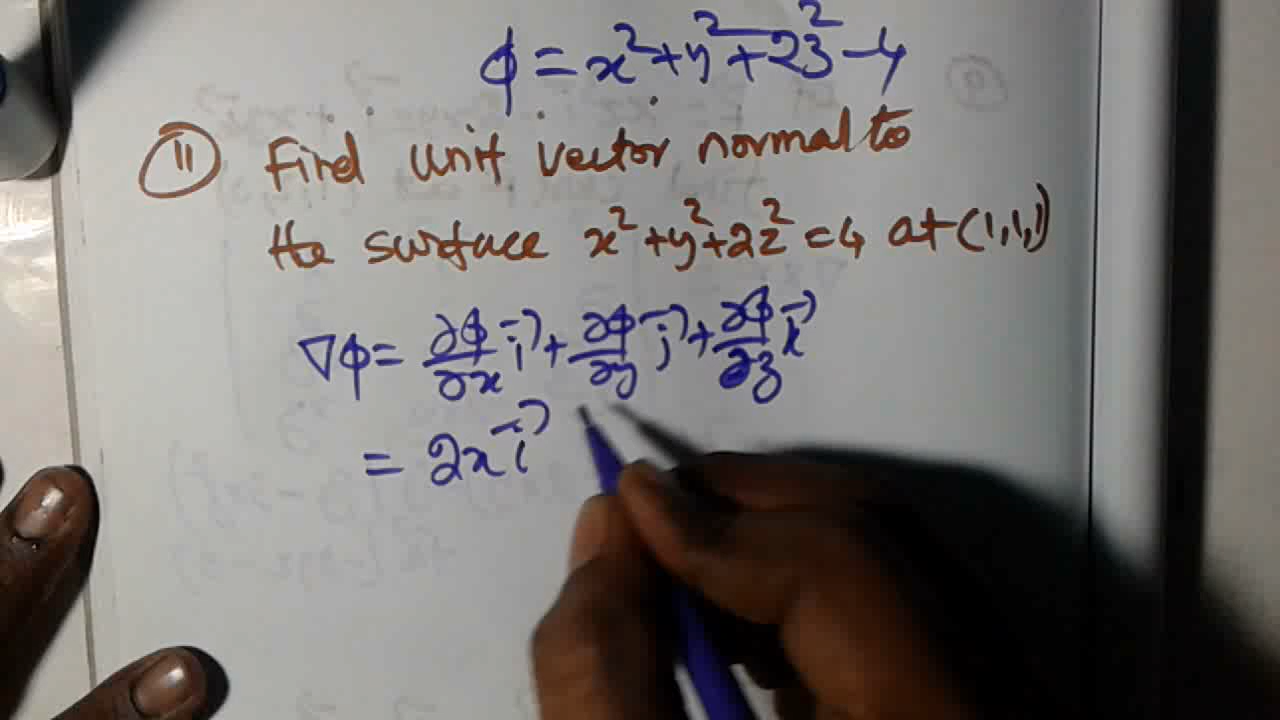 ϕ = x² + y² + 2z² - 4
11 Find unit vector normal to
the surface x² + y² + 2z² = 4 at (1,1,1)
∇ϕ = ∂ϕ/∂x i⃗ + ∂ϕ/∂y j⃗ + ∂ϕ/∂z k⃗
= 2x i⃗